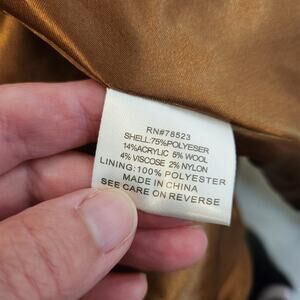 RN#78523
SHELL:75%POLYESER
14%ACRYLIC 5% WOOL
4% VISCOSE 2% NYLON
LINING:100% POLYESTER
MADE IN CHINA
SEE CARE ON REVERSE